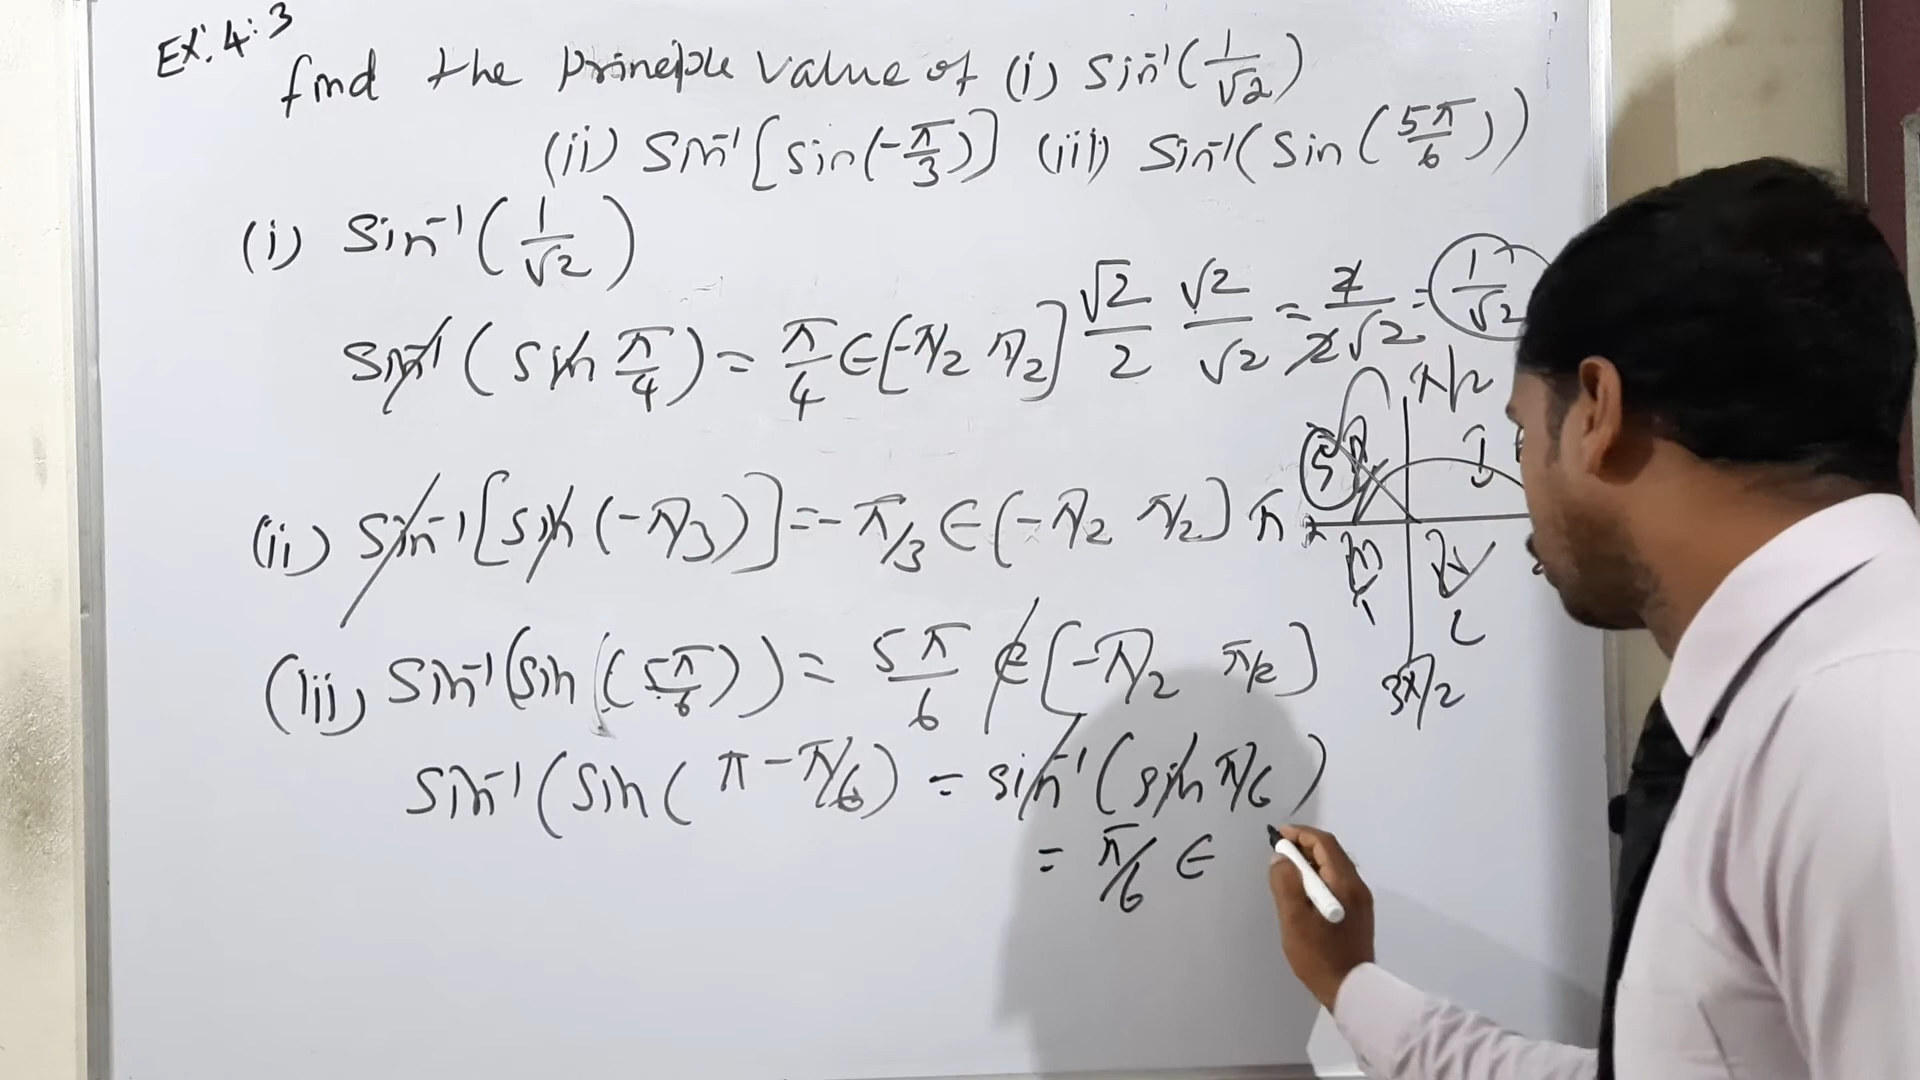 Ex: 4.3
find the principle value of (i) Sin⁻¹(1/√2)
(ii) Sin⁻¹[sin(-π/3)] (iii) Sin⁻¹(Sin(5π/6))
(i) Sin⁻¹(1/√2)
√2/2 √2/√2 = 2/2√2 = 1/√2
Sin⁻¹(Sin π/4) = π/4 ∈ [-π/2 π/2]
π/2
(ii) Sin⁻¹[Sin(-π/3)] = -π/3 ∈ [-π/2 π/2]
π
(iii) Sin⁻¹(Sin(5π/6)) = 5π/6 ∉ [-π/2 π/2]
3π/2
Sin⁻¹(Sin(π-π/6) = sin⁻¹(sin π/6)
= π/6 ∈